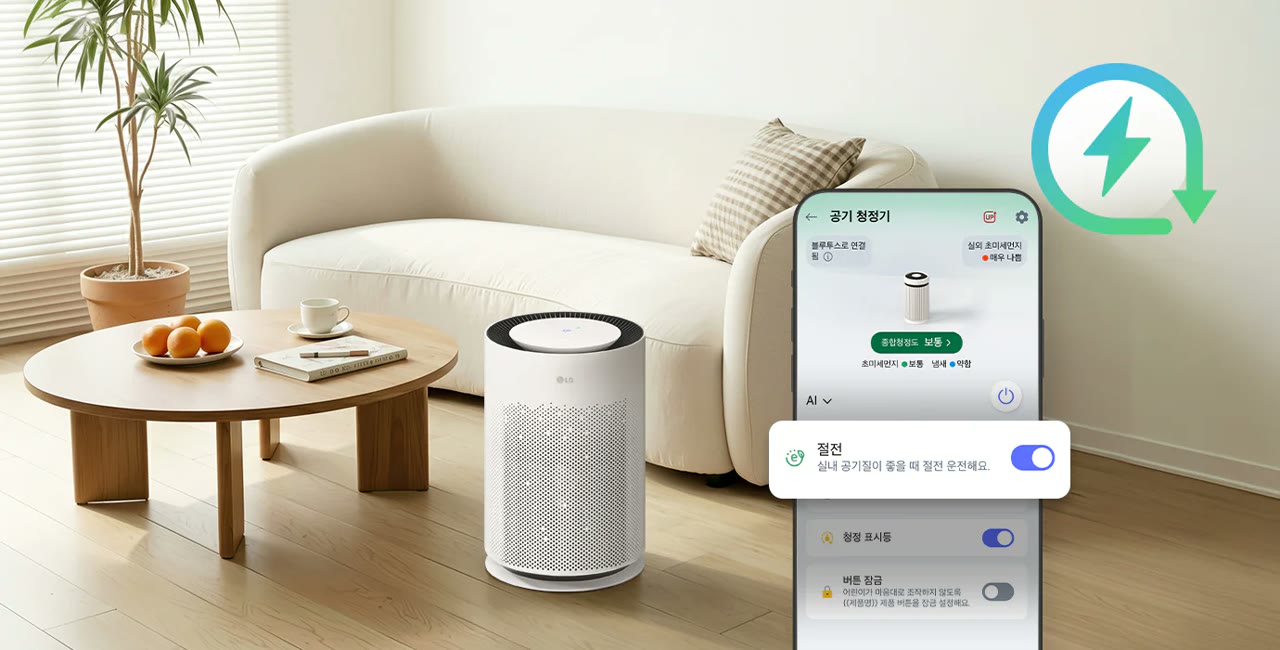 공기 청정기
UP
블루투스로 연결
됨
실외 초미세먼지
매우 나쁨
종합청정도 보통
초미세먼지 보통 냄새 약함
AI
절전
실내 공기질이 좋을 때 절전 운전해요.
청정 표시등
버튼 잠금
어린이가 마음대로 조작하지 않도록
{{제품명}} 제품 버튼을 잠금 설정해요.
LG